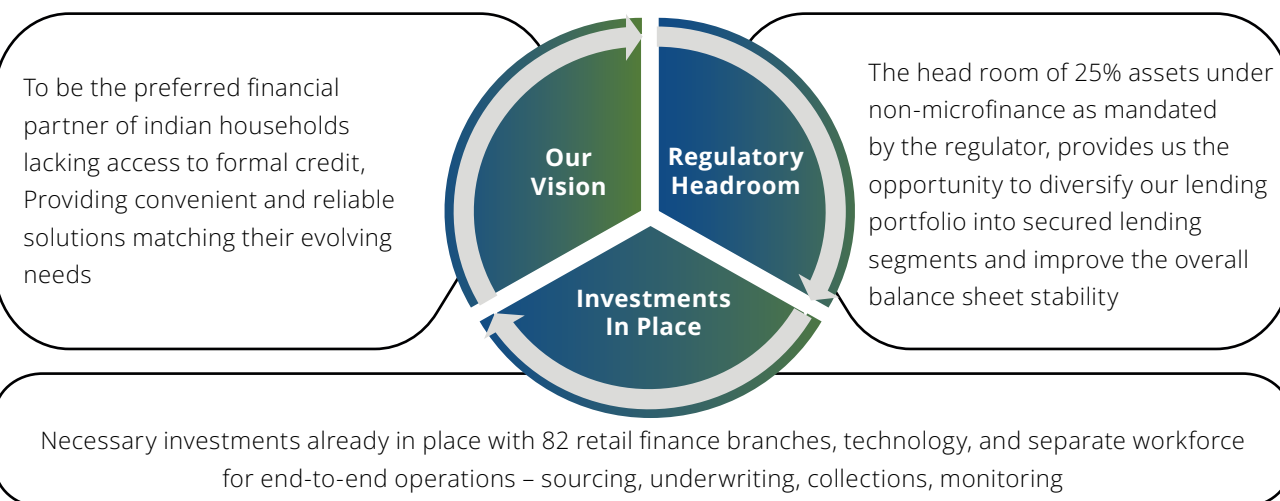 To be the preferred financial
partner of indian households
lacking access to formal credit,
Providing convenient and reliable
solutions matching their evolving
needs
Our
Vision
Regulatory
Headroom
The head room of 25% assets under
non-microfinance as mandated
by the regulator, provides us the
opportunity to diversify our lending
portfolio into secured lending
segments and improve the overall
balance sheet stability
Investments
In Place
Necessary investments already in place with 82 retail finance branches, technology, and separate workforce
for end-to-end operations – sourcing, underwriting, collections, monitoring